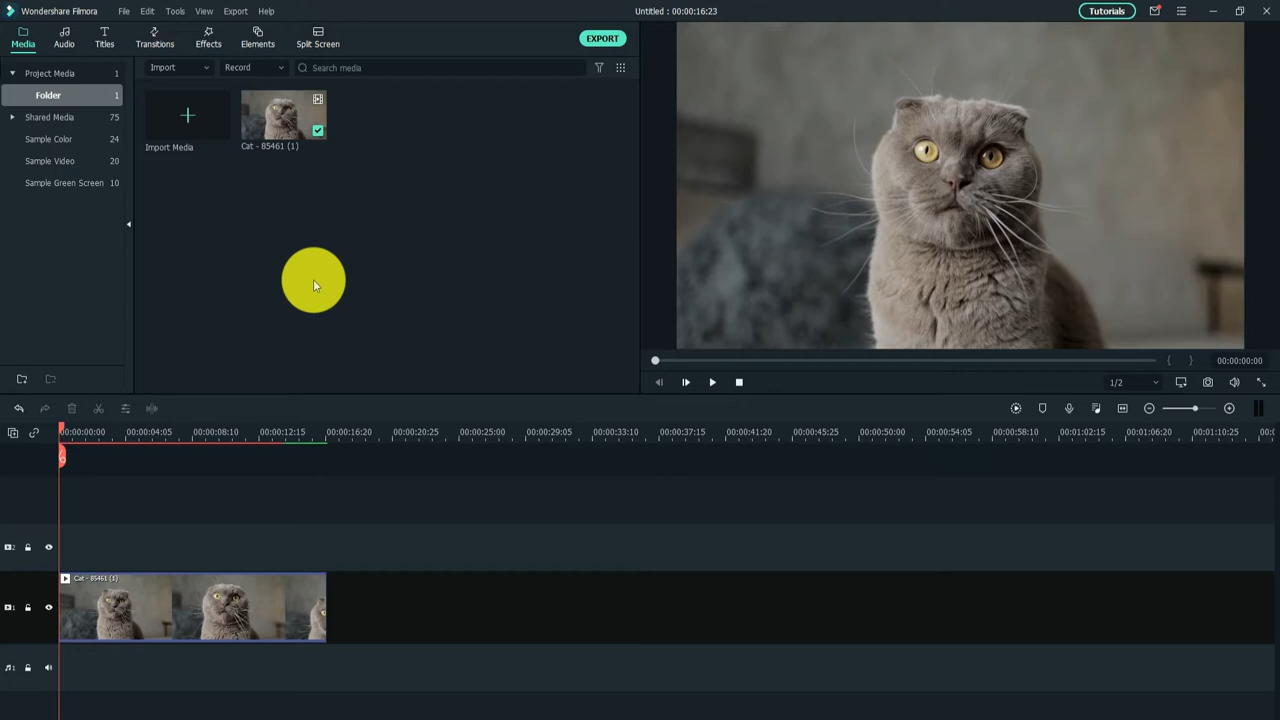 Wondershare Filmora
File
Edit
Tools
View
Export
Help
Untitled : 00:00:16:23
Tutorials
Media
Audio
Titles
Transitions
Effects
Elements
Split Screen
EXPORT
Project Media 1
Folder 1
Shared Media 75
Sample Color 24
Sample Video 20
Sample Green Screen 10
Import
Record
Search media
Import Media
Cat - 85461 (1)
00:00:00:00
1/2
00:00:00:00
00:00:04:05
00:00:08:10
00:00:12:15
00:00:16:20
00:00:20:25
00:00:25:00
00:00:29:05
00:00:33:10
00:00:37:15
00:00:41:20
00:00:45:25
00:00:50:00
00:00:54:05
00:00:58:10
00:01:02:15
00:01:06:20
00:01:10:25
2
Cat - 85461 (1)
1
1